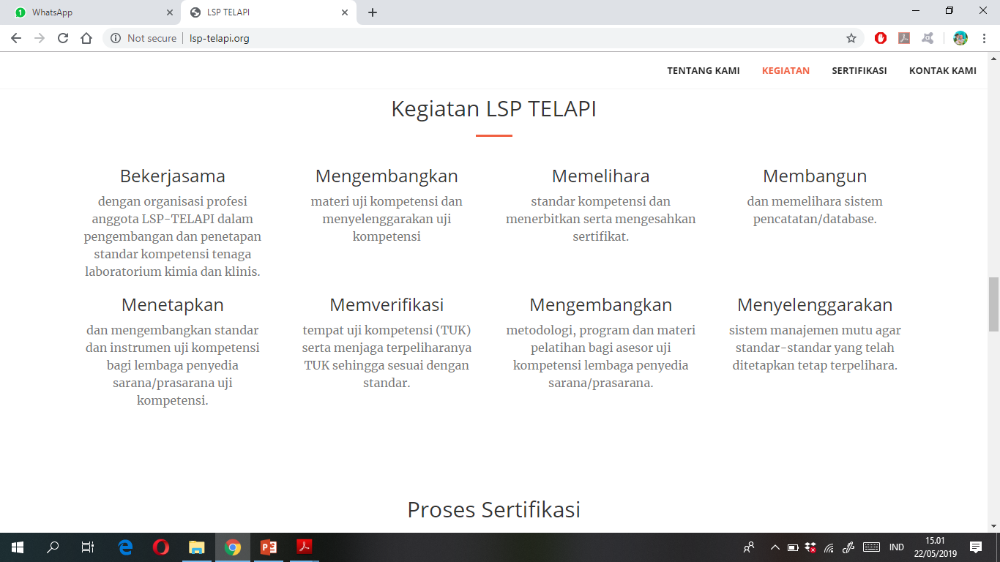 WhatsApp
LSP TELAPI
Not secure
lsp-telapi.org
TENTANG KAMI
KEGIATAN
SERTIFIKASI
KONTAK KAMI
Kegiatan LSP TELAPI
Bekerjasama
dengan organisasi profesi
anggota LSP-TELAPI dalam
pengembangan dan penetapan
standar kompetensi tenaga
laboratorium kimia dan klinis.
Mengembangkan
materi uji kompetensi dan
menyelenggarakan uji
kompetensi
Memelihara
standar kompetensi dan
menerbitkan serta mengesahkan
sertifikat.
Membangun
dan memelihara sistem
pencatatan/database.
Menetapkan
dan mengembangkan standar
dan instrumen uji kompetensi
bagi lembaga penyedia
sarana/prasarana uji
kompetensi.
Memverifikasi
tempat uji kompetensi (TUK)
serta menjaga terpeliharanya
TUK sehingga sesuai dengan
standar.
Mengembangkan
metodologi, program dan materi
pelatihan bagi asesor uji
kompetensi lembaga penyedia
sarana/prasarana.
Menyelenggarakan
sistem manajemen mutu agar
standar-standar yang telah
ditetapkan tetap terpelihara.
Proses Sertifikasi
IND
15.01
22/05/2019